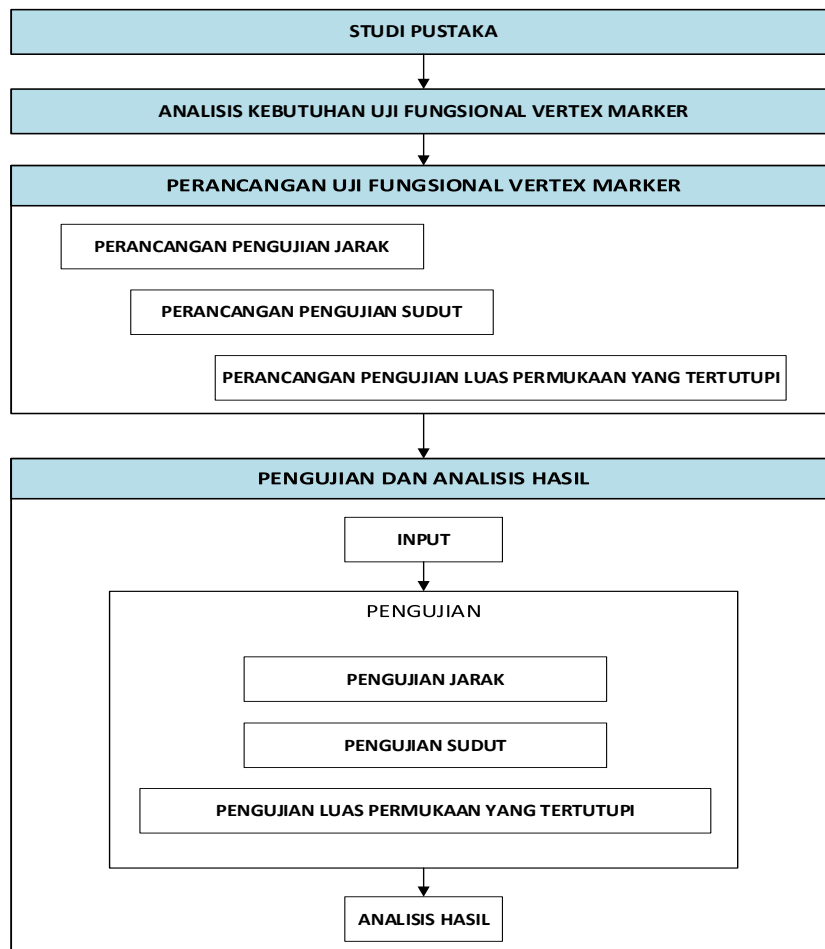 STUDI PUSTAKA
ANALISIS KEBUTUHAN UJI FUNGSIONAL VERTEX MARKER
PERANCANGAN UJI FUNGSIONAL VERTEX MARKER
PERANCANGAN PENGUJIAN JARAK
PERANCANGAN PENGUJIAN SUDUT
PERANCANGAN PENGUJIAN LUAS PERMUKAAN YANG TERTUTUPI
PENGUJIAN DAN ANALISIS HASIL
INPUT
PENGUJIAN
PENGUJIAN JARAK
PENGUJIAN SUDUT
PENGUJIAN LUAS PERMUKAAN YANG TERTUTUPI
ANALISIS HASIL